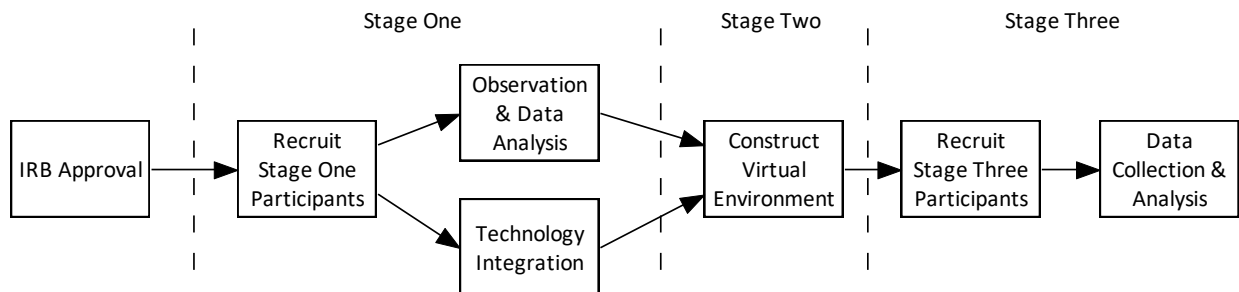 Stage One
Stage Two
Stage Three
IRB Approval
Recruit
Stage One
Participants
Observation
& Data
Analysis
Technology
Integration
Construct
Virtual
Environment
Recruit
Stage Three
Participants
Data
Collection &
Analysis